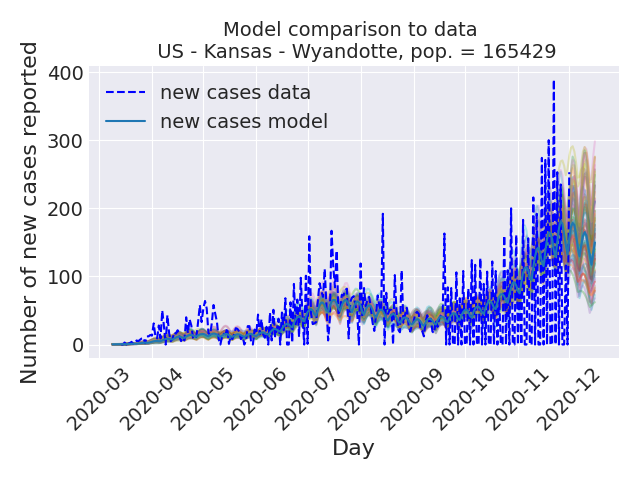 Model comparison to data
US - Kansas - Wyandotte, pop. = 165429
Number of new cases reported
400
300
200
100
0
new cases data
new cases model
2020-03
2020-04
2020-05
2020-06
2020-07
2020-08
2020-09
2020-10
2020-11
2020-12
Day